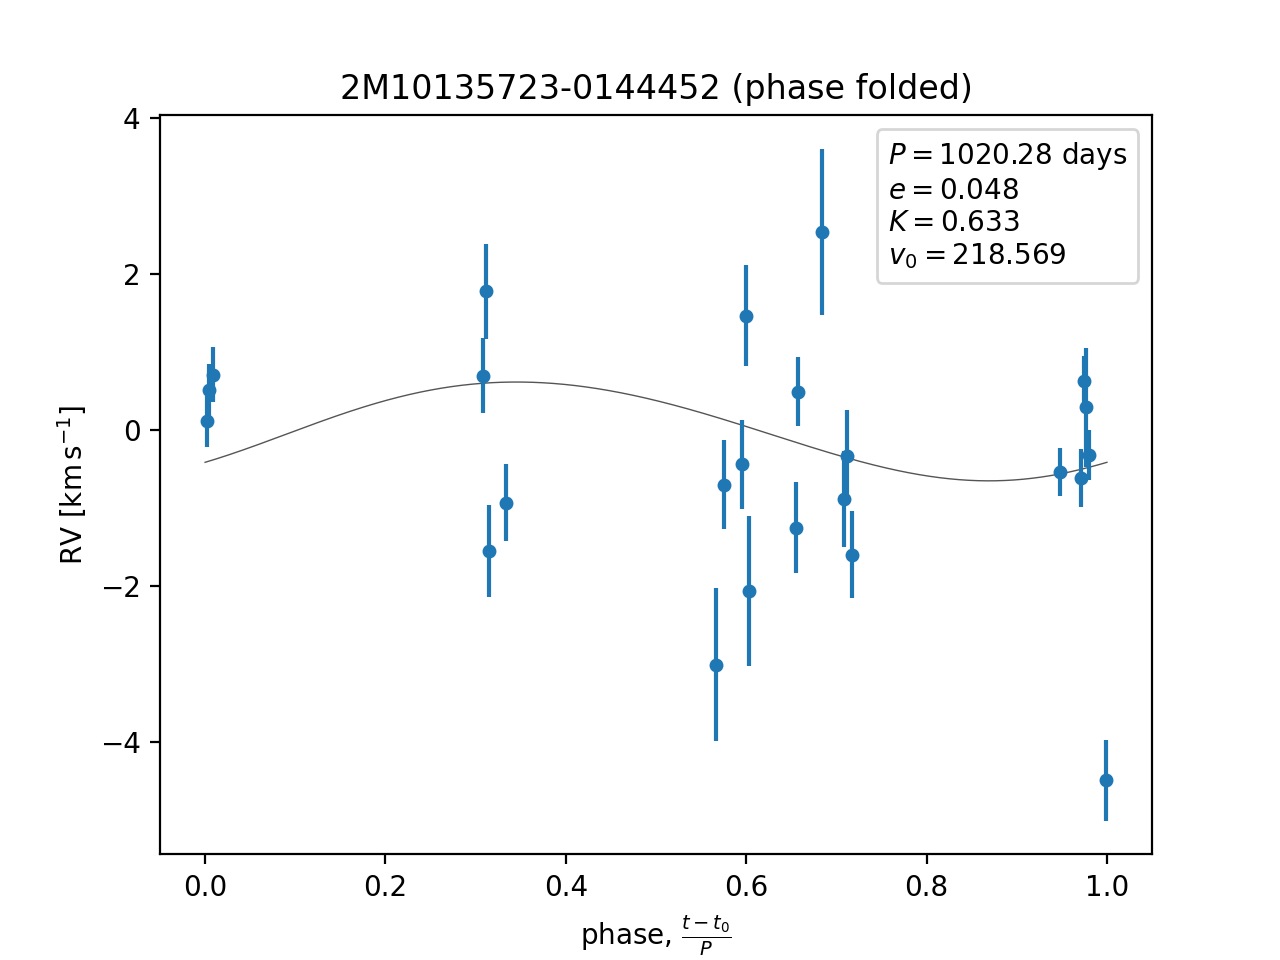 2M10135723-0144452 (phase folded)
P = 1020.28 days
e = 0.048
K = 0.633
v₀ = 218.569
4
2
0
−2
−4
RV [km s⁻¹]
0.0 0.2 0.4 0.6 0.8 1.0
phase, (t − t₀)/P